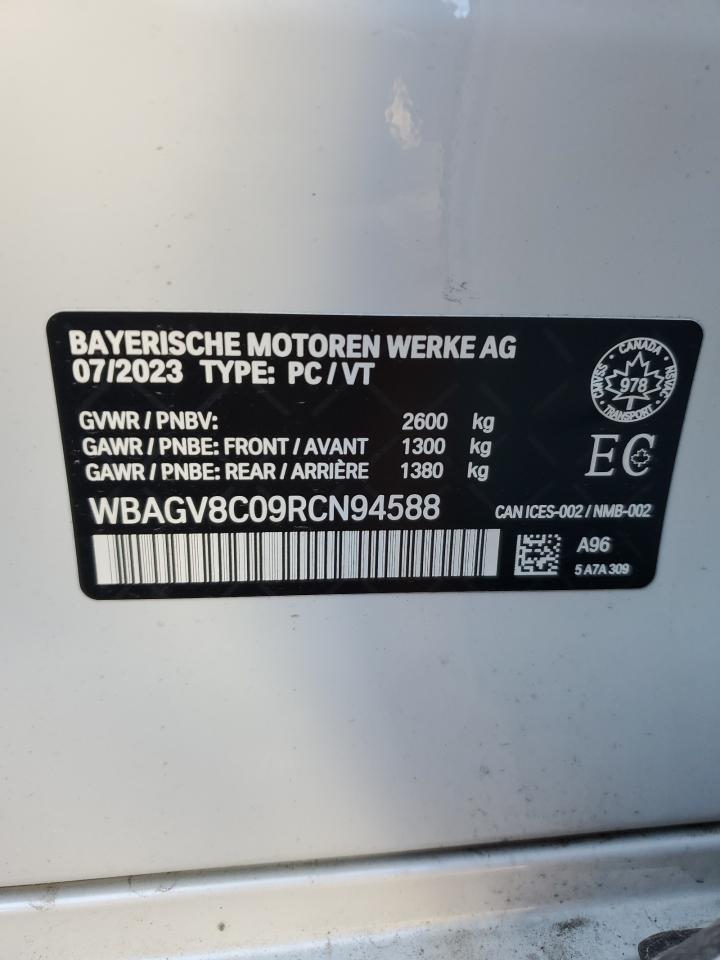 BAYERISCHE MOTOREN WERKE AG
07/2023 TYPE: PC / VT
CANADA
CMVSS • NSVAC
978
TRANSPORT
GVWR / PNBV: 2600 kg
GAWR / PNBE: FRONT / AVANT 1300 kg
GAWR / PNBE: REAR / ARRIÈRE 1380 kg
EC
WBAGV8C09RCN94588
CAN ICES-002 / NMB-002
A96
5 A7A 309